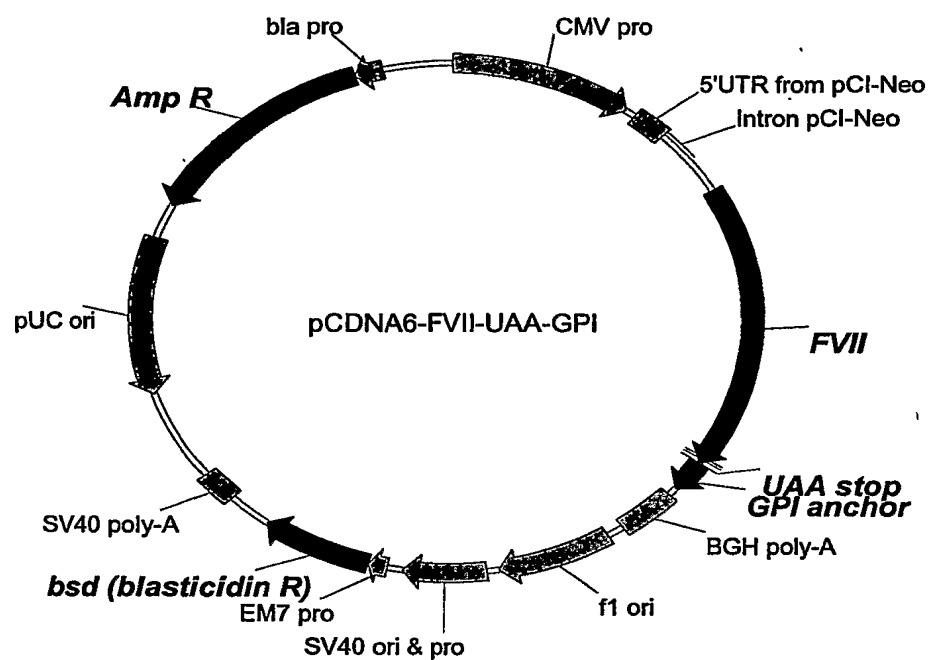 bla pro
CMV pro
Amp R
5'UTR from pCI-Neo
Intron pCI-Neo
pUC ori
pCDNA6-FVII-UAA-GPI
FVII
UAA stop
GPI anchor
SV40 poly-A
BGH poly-A
bsd (blasticidin R)
EM7 pro
f1 ori
SV40 ori & pro